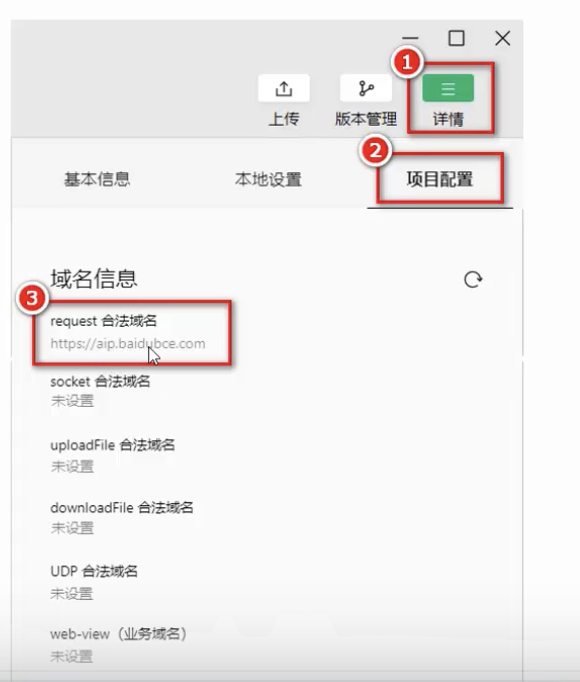 1
上传
版本管理
详情
2
基本信息
本地设置
项目配置
域名信息
3
request 合法域名
https://aip.baidubce.com
socket 合法域名
未设置
uploadFile 合法域名
未设置
downloadFile 合法域名
未设置
UDP 合法域名
未设置
web-view（业务域名）
未设置